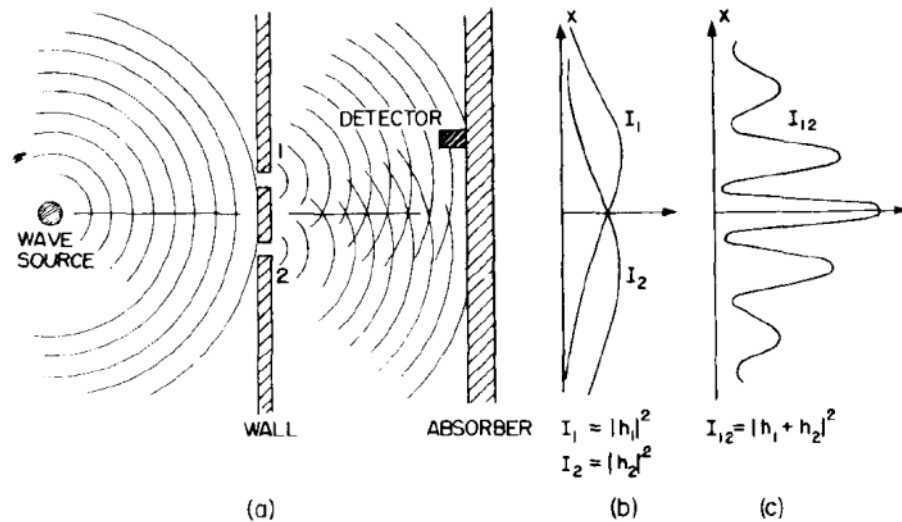 DETECTOR
1
2
WAVE
SOURCE
WALL
ABSORBER
(a)
x
I₁
I₂
I₁ = |h₁|²
I₂ = |h₂|²
(b)
x
I₁₂
I₁₂ = |h₁ + h₂|²
(c)